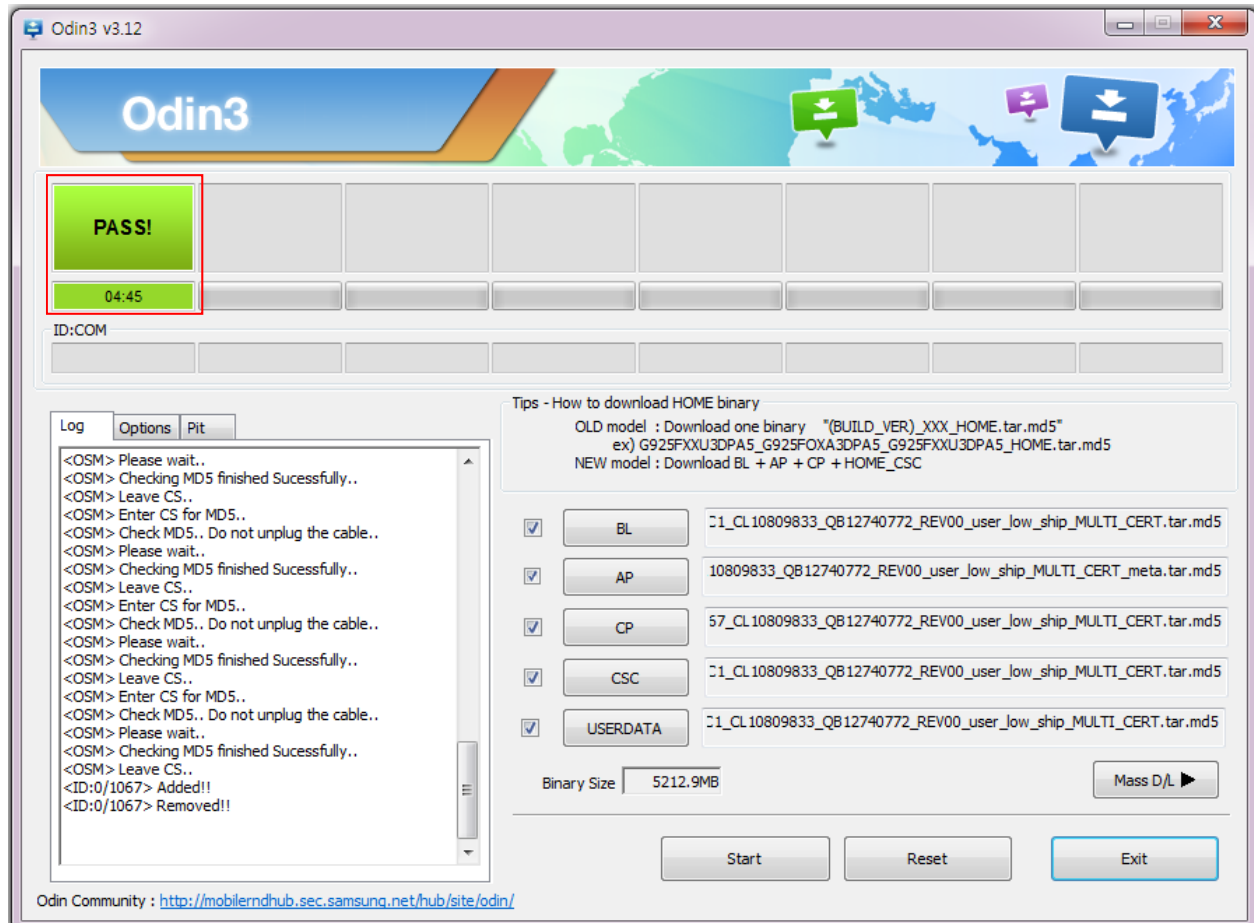 Odin3 v3.12
Odin3
PASS!
04:45
ID:COM
Log Options Pit
<OSM> Please wait..
<OSM> Checking MD5 finished Sucessfully..
<OSM> Leave CS..
<OSM> Enter CS for MD5..
<OSM> Check MD5.. Do not unplug the cable..
<OSM> Please wait..
<OSM> Checking MD5 finished Sucessfully..
<OSM> Leave CS..
<OSM> Enter CS for MD5..
<OSM> Check MD5.. Do not unplug the cable..
<OSM> Please wait..
<OSM> Checking MD5 finished Sucessfully..
<OSM> Leave CS..
<OSM> Enter CS for MD5..
<OSM> Check MD5.. Do not unplug the cable..
<OSM> Please wait..
<OSM> Checking MD5 finished Sucessfully..
<OSM> Leave CS..
<ID:0/1067> Added!!
<ID:0/1067> Removed!!
Tips - How to download HOME binary
OLD model : Download one binary "(BUILD_VER)_XXX_HOME.tar.md5"
ex) G925FXXU3DPA5_G925FOXA3DPA5_G925FXXU3DPA5_HOME.tar.md5
NEW model : Download BL + AP + CP + HOME_CSC
BL C1_CL10809833_QB12740772_REV00_user_low_ship_MULTI_CERT.tar.md5
AP 10809833_QB12740772_REV00_user_low_ship_MULTI_CERT_meta.tar.md5
CP 67_CL10809833_QB12740772_REV00_user_low_ship_MULTI_CERT.tar.md5
CSC C1_CL10809833_QB12740772_REV00_user_low_ship_MULTI_CERT.tar.md5
USERDATA C1_CL10809833_QB12740772_REV00_user_low_ship_MULTI_CERT.tar.md5
Binary Size 5212.9MB
Mass D/L
Start Reset Exit
Odin Community : http://mobilerndhub.sec.samsung.net/hub/site/odin/